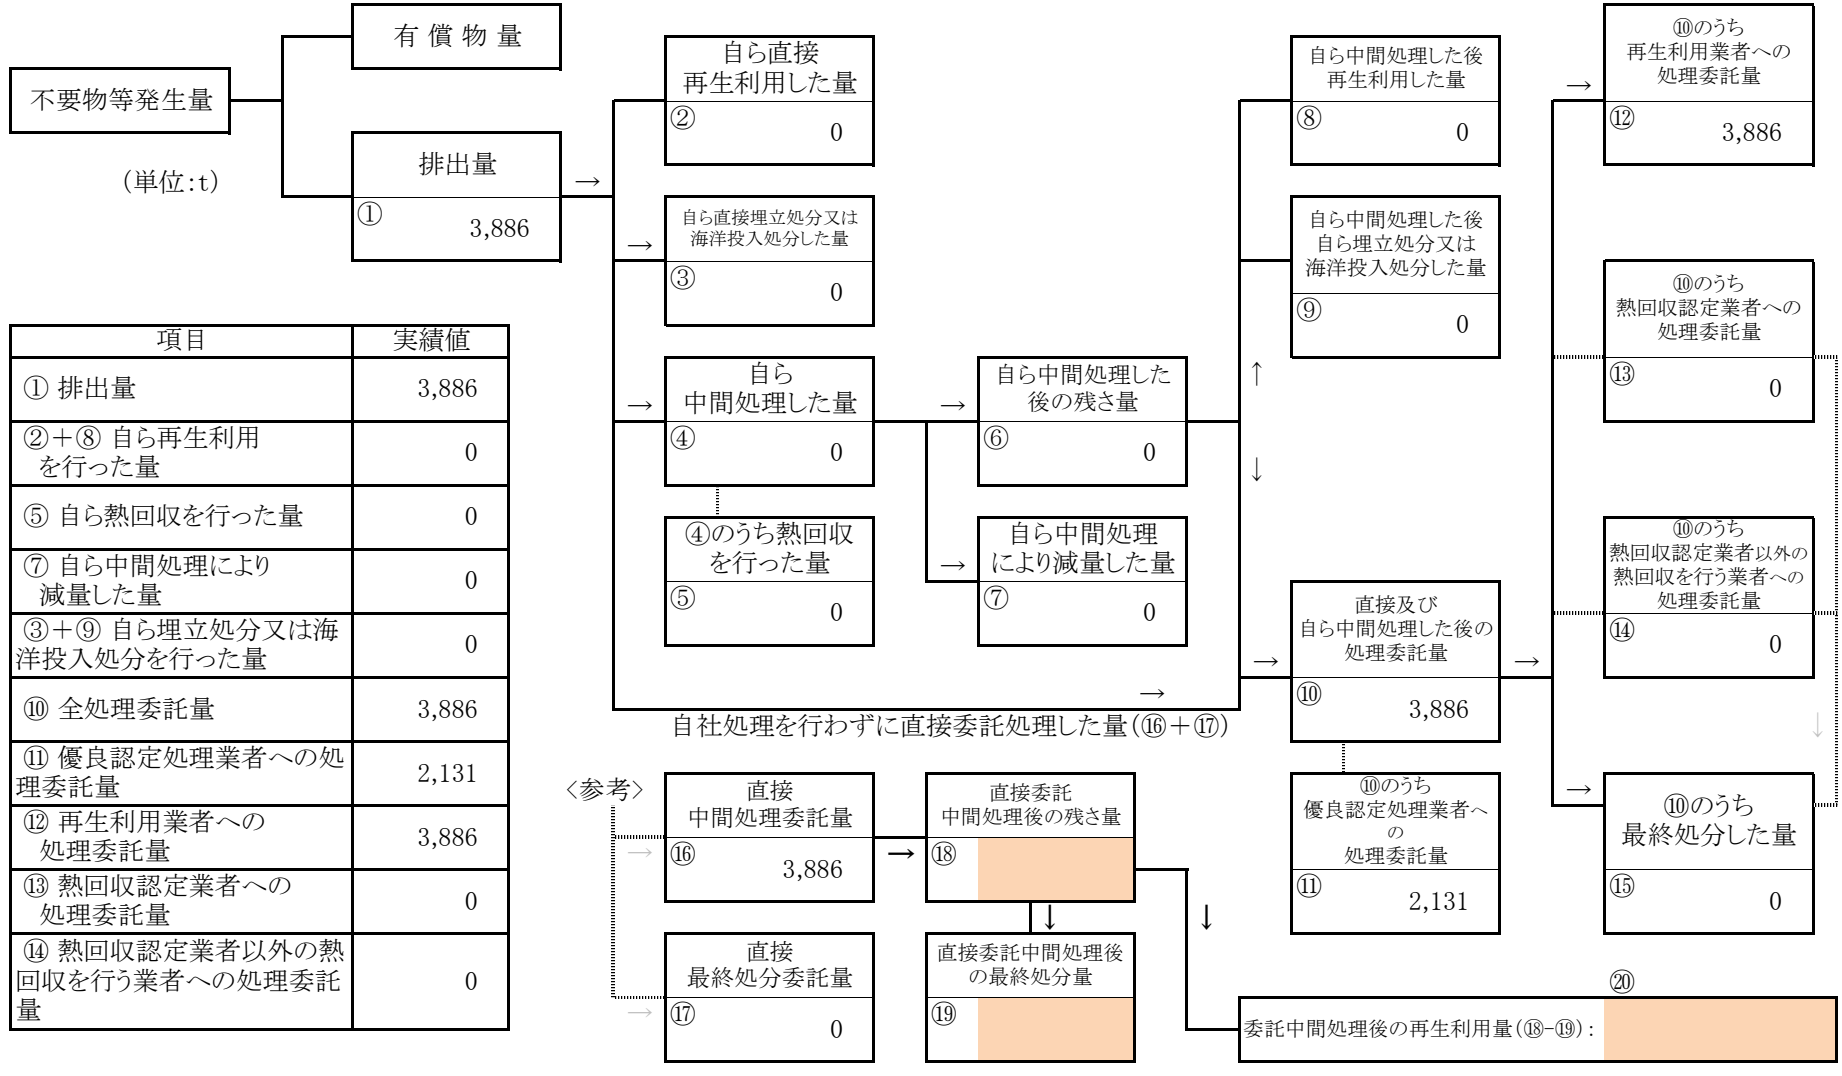 不要物等発生量
(単位:t)
有 償 物 量
排出量
→
①
3,886
自ら直接
再生利用した量
②
0
→
自ら直接埋立処分又は
海洋投入処分した量
③
0
→
自ら
中間処理した量
④
0
④のうち熱回収
を行った量
⑤
0
→
自ら中間処理した
後の残さ量
⑥
0
→
自ら中間処理
により減量した量
⑦
0
自ら中間処理した後
再生利用した量
⑧
0
自ら中間処理した後
自ら埋立処分又は
海洋投入処分した量
⑨
0
↑
↓
→
自社処理を行わずに直接委託処理した量(⑯+⑰)
→
直接及び
自ら中間処理した後の
処理委託量
⑩
3,886
⑩のうち
優良認定処理業者へ
の
処理委託量
⑪
2,131
→
→
⑩のうち
再生利用業者への
処理委託量
⑫
3,886
⑩のうち
熱回収認定業者への
処理委託量
⑬
0
⑩のうち
熱回収認定業者以外の
熱回収を行う業者への
処理委託量
⑭
0
↓
→
⑩のうち
最終処分した量
⑮
0
項目 実績値
① 排出量 3,886
②+⑧ 自ら再生利用
を行った量 0
⑤ 自ら熱回収を行った量 0
⑦ 自ら中間処理により
減量した量 0
③+⑨ 自ら埋立処分又は海
洋投入処分を行った量 0
⑩ 全処理委託量 3,886
⑪ 優良認定処理業者への処
理委託量 2,131
⑫ 再生利用業者への
処理委託量 3,886
⑬ 熱回収認定業者への
処理委託量 0
⑭ 熱回収認定業者以外の熱
回収を行う業者への処理委託
量 0
<参考>
→
直接
中間処理委託量
⑯
3,886
→
直接
最終処分委託量
⑰
0
→
直接委託
中間処理後の残さ量
⑱
↓
直接委託中間処理後
の最終処分量
⑲
↓
⑳
委託中間処理後の再生利用量(⑱-⑲):